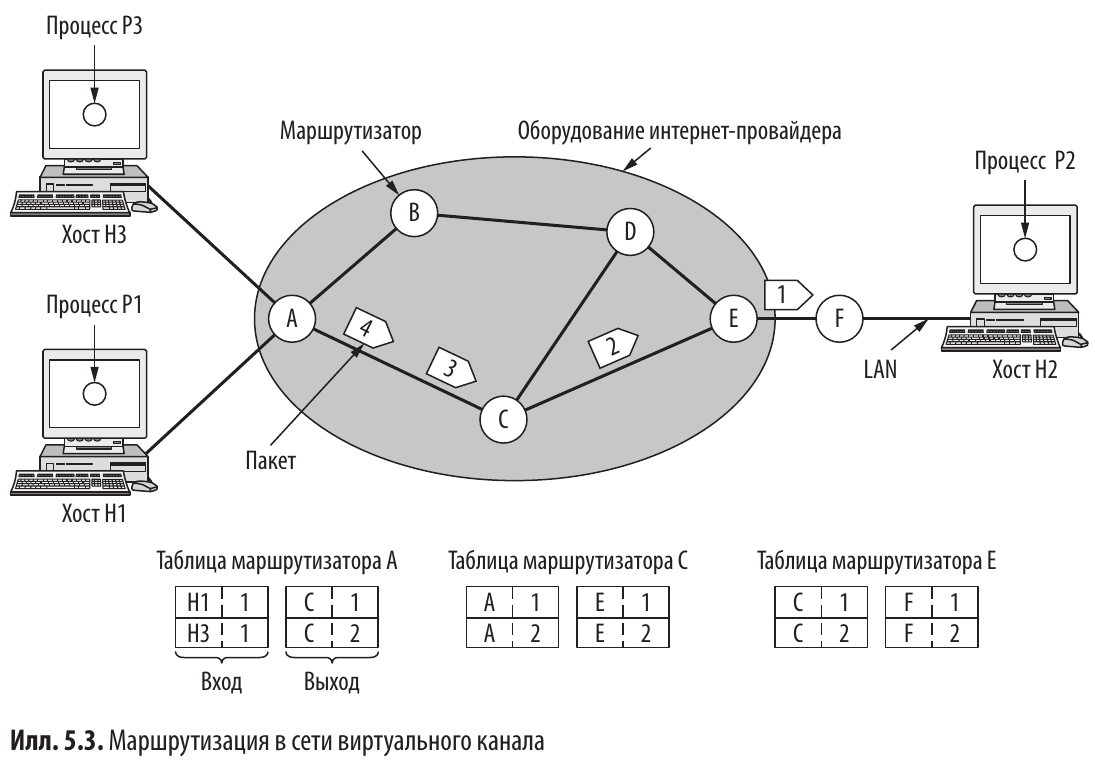 Процесс P3
Маршрутизатор
Оборудование интернет-провайдера
Процесс P2
Хост H3
B
D
Процесс P1
A
4
3
2
E
1
F
C
LAN
Хост H2
Пакет
Хост H1
Таблица маршрутизатора A
H1 1 C 1
H3 1 C 2
Вход Выход
Таблица маршрутизатора C
A 1 E 1
A 2 E 2
Таблица маршрутизатора E
C 1 F 1
C 2 F 2
Илл. 5.3. Маршрутизация в сети виртуального канала